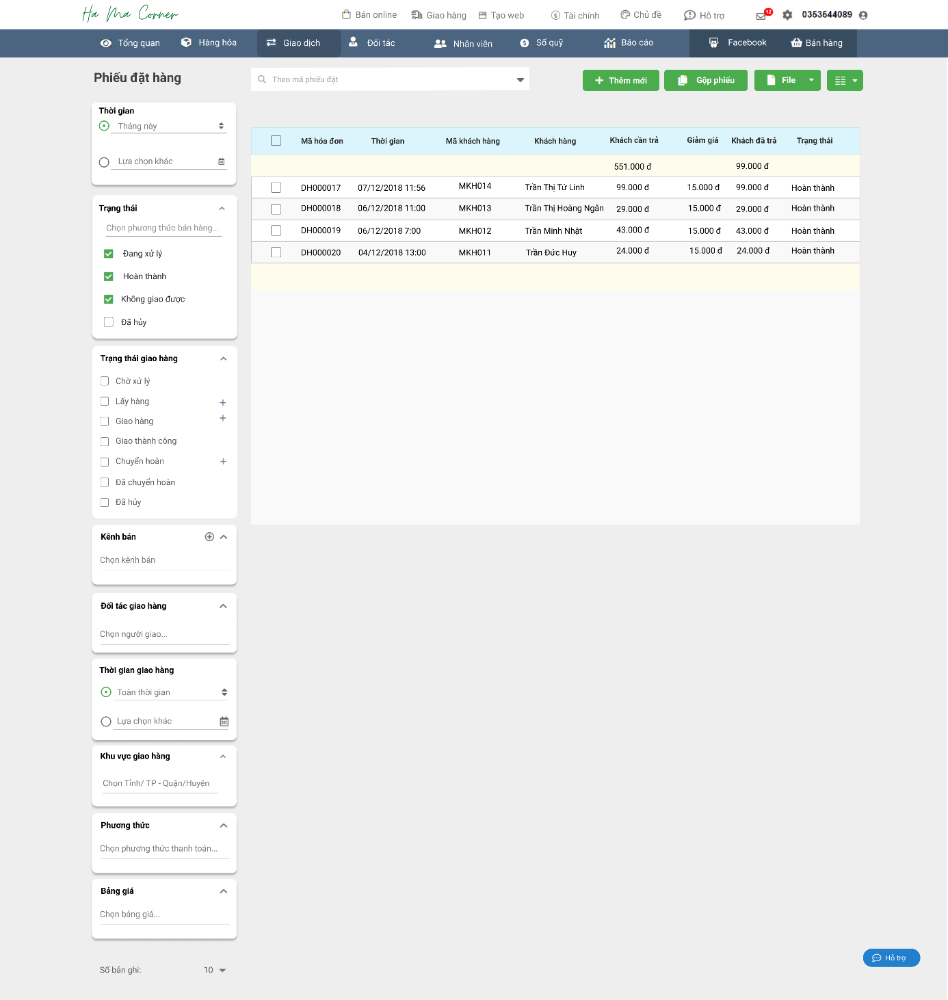 Ha Ma Corner
Bán online Giao hàng Tạo web Tài chính Chủ đề Hỗ trợ 12 0353544089
Tổng quan Hàng hóa Giao dịch Đối tác Nhân viên Sổ quỹ Báo cáo Facebook Bán hàng
Phiếu đặt hàng
Theo mã phiếu đặt
Thêm mới Gộp phiếu File
Thời gian
Tháng này
Lựa chọn khác
Trạng thái
Chọn phương thức bán hàng...
Đang xử lý
Hoàn thành
Không giao được
Đã hủy
Trạng thái giao hàng
Chờ xử lý
Lấy hàng
Giao hàng
Giao thành công
Chuyển hoàn
Đã chuyển hoàn
Đã hủy
Kênh bán
Chọn kênh bán
Đối tác giao hàng
Chọn người giao...
Thời gian giao hàng
Toàn thời gian
Lựa chọn khác
Khu vực giao hàng
Chọn Tỉnh/ TP - Quận/Huyện
Phương thức
Chọn phương thức thanh toán...
Bảng giá
Chọn bảng giá...
Số bản ghi: 10
Mã hóa đơn Thời gian Mã khách hàng Khách hàng Khách cần trả Giảm giá Khách đã trả Trạng thái
551.000 đ 99.000 đ
DH000017 07/12/2018 11:56 MKH014 Trần Thị Tứ Linh 99.000 đ 15.000 đ 99.000 đ Hoàn thành
DH000018 06/12/2018 11:00 MKH013 Trần Thị Hoàng Ngân 29.000 đ 15.000 đ 29.000 đ Hoàn thành
DH000019 06/12/2018 7:00 MKH012 Trần Minh Nhật 43.000 đ 15.000 đ 43.000 đ Hoàn thành
DH000020 04/12/2018 13:00 MKH011 Trần Đức Huy 24.000 đ 15.000 đ 24.000 đ Hoàn thành
Hỗ trợ